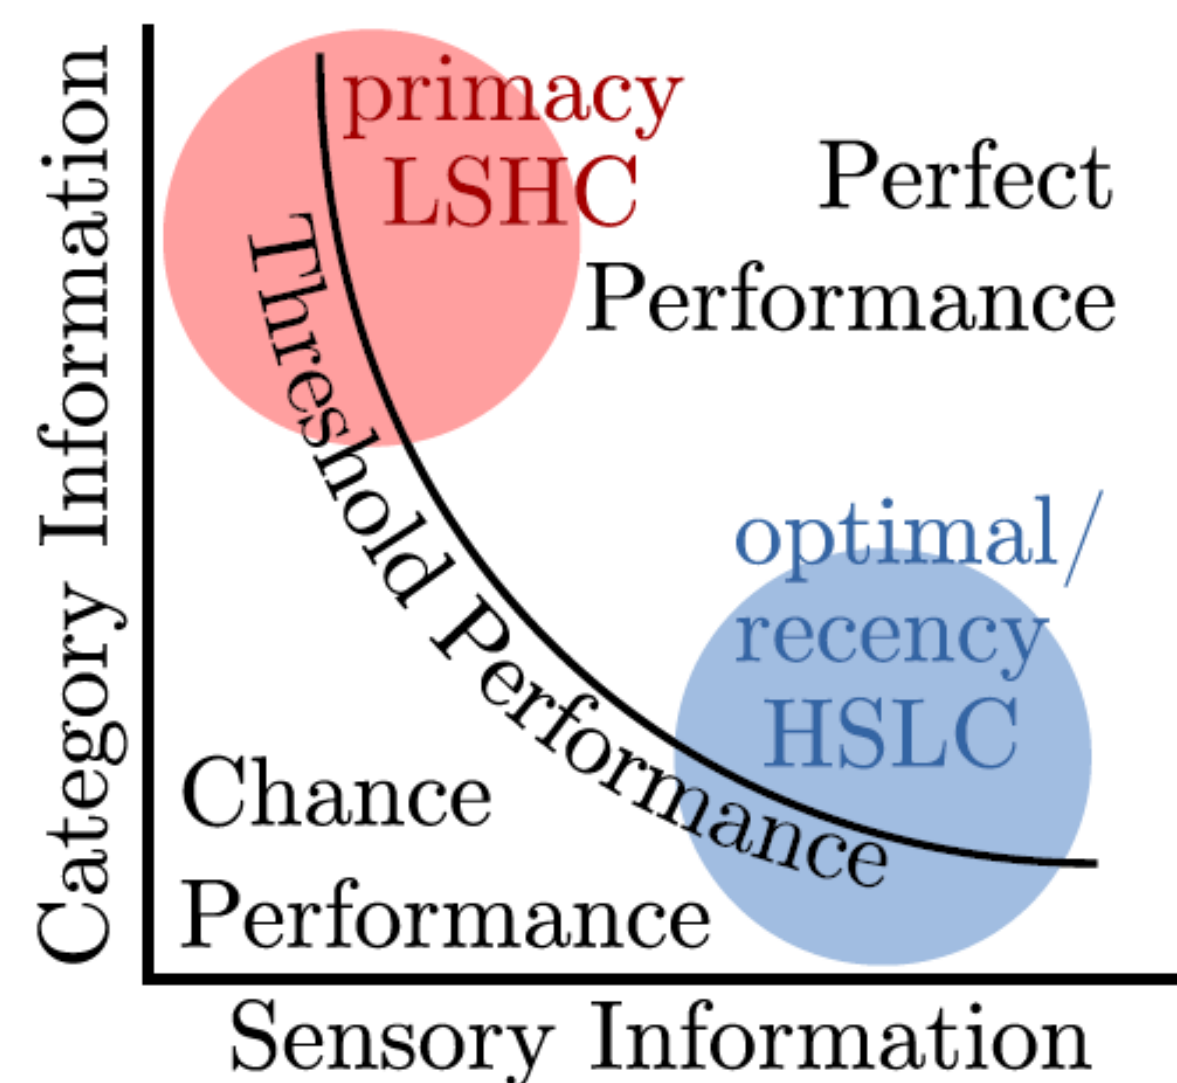 Category Information
primacy
LSHC
Perfect
Performance
Threshold Performance
optimal/
recency
HSLC
Chance
Performance
Sensory Information